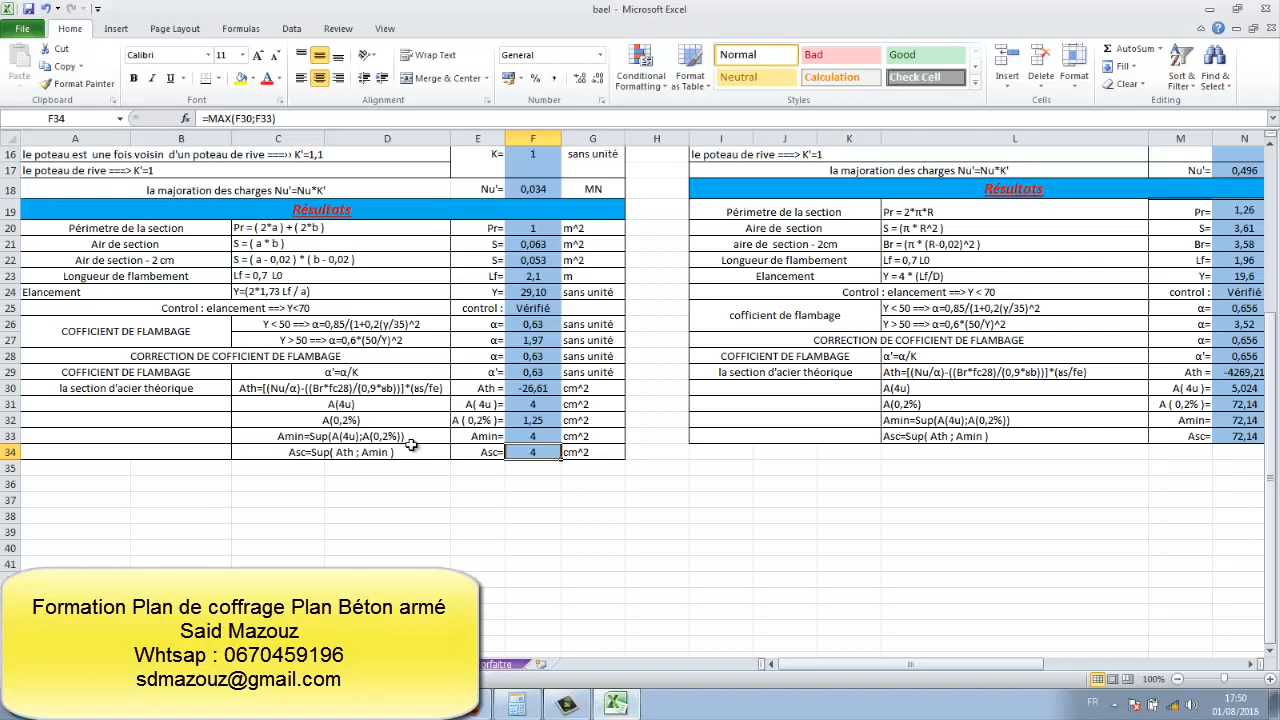 bael - Microsoft Excel
File Home Insert Page Layout Formulas Data Review View
Paste
Cut
Copy
Format Painter
Clipboard
Calibri 11
B I U
Font
Wrap Text
Merge & Center
Alignment
General
Number
Conditional Formatting
Format as Table
Normal Bad Good
Neutral Calculation Check Cell
Styles
Insert Delete Format
Cells
AutoSum
Fill
Clear
Sort & Filter
Find & Select
Editing
F34 fx =MAX(F30;F33)
A B C D E F G H I J K L M N
16 le poteau est une fois voisin d'un poteau de rive ===›› K'=1,1 K= 1 sans unité le poteau de rive ===> K'=1
17 le poteau de rive ===> K'=1 la majoration des charges Nu'=Nu*K' Nu'= 0,496
18 la majoration des charges Nu'=Nu*K' Nu'= 0,034 MN Résultats
19 Résultats Périmetre de la section Pr = 2*π*R Pr= 1,26
20 Périmetre de la section Pr = ( 2*a ) + ( 2*b ) Pr= 1 m^2 Aire de section S = (π * R^2 ) S= 3,61
21 Air de section S = ( a * b ) S= 0,063 m^2 aire de section - 2cm Br = (π * (R-0,02)^2 ) Br= 3,58
22 Air de section - 2 cm S = ( a - 0,02 ) * ( b - 0,02 ) S= 0,053 m^2 Longueur de flambement Lf = 0,7 L0 Lf= 1,96
23 Longueur de flambement Lf = 0,7 L0 Lf= 2,1 m Elancement Y = 4 * (Lf/D) Y= 19,6
24 Elancement Y=(2*1,73 Lf / a) Y= 29,10 sans unité Control : elancement ==> Y < 70 control : Vérifié
25 Control : elancement ==> Y<70 control : Vérifié coffícient de flambage Y < 50 ==> α=0,85/(1+0,2(γ/35)^2 α= 0,656
26 COFFICIENT DE FLAMBAGE Y < 50 ==> α=0,85/(1+0,2(γ/35)^2 α= 0,63 sans unité Y > 50 ==> α=0,6*(50/Y)^2 α= 3,52
27 Y > 50 ==> α=0,6*(50/Y)^2 α= 1,97 sans unité CORRECTION DE COFFICIENT DE FLAMBAGE α= 0,656
28 CORRECTION DE COFFICIENT DE FLAMBAGE α= 0,63 sans unité COFFICIENT DE FLAMBAGE α'=α/K α'= 0,656
29 COFFICIENT DE FLAMBAGE α'=α/K α'= 0,63 sans unité la section d'acier théorique Ath=[(Nu/α)-((Br*fc28)/(0,9*ɤb))]*(ɤs/fe) Ath = -4269,21
30 la section d'acier théorique Ath=[(Nu/α)-((Br*fc28)/(0,9*ɤb))]*(ɤs/fe) Ath = -26,61 cm^2 A(4u) A( 4u )= 5,024
31 A(4u) A( 4u )= 4 cm^2 A(0,2%) A ( 0,2% )= 72,14
32 A(0,2%) A ( 0,2% )= 1,25 cm^2 Amin=Sup(A(4u);A(0,2%)) Amin= 72,14
33 Amin=Sup(A(4u);A(0,2%)) Amin= 4 cm^2 Asc=Sup( Ath ; Amin ) Asc= 72,14
34 Asc=Sup( Ath ; Amin ) Asc= 4 cm^2
35
36
37
38
39
40
41
Formation Plan de coffrage Plan Béton armé
Said Mazouz
Whtsap : 0670459196
sdmazouz@gmail.com
orfaitre
100%
FR 17:50
01/08/2018